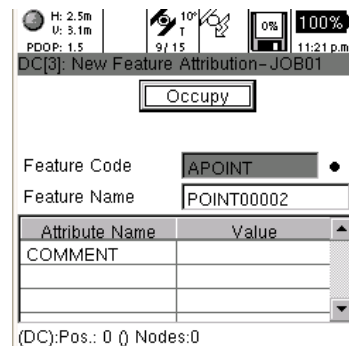 H: 2.5m
V: 3.1m
PDOP: 1.5
10°
T
9/ 15
0%
100%
11:21 p.m
DC[3]: New Feature Attribution-JOB01
Occupy
Feature Code APOINT
Feature Name POINT00002
Attribute Name Value
COMMENT
(DC):Pos.: 0 () Nodes:0